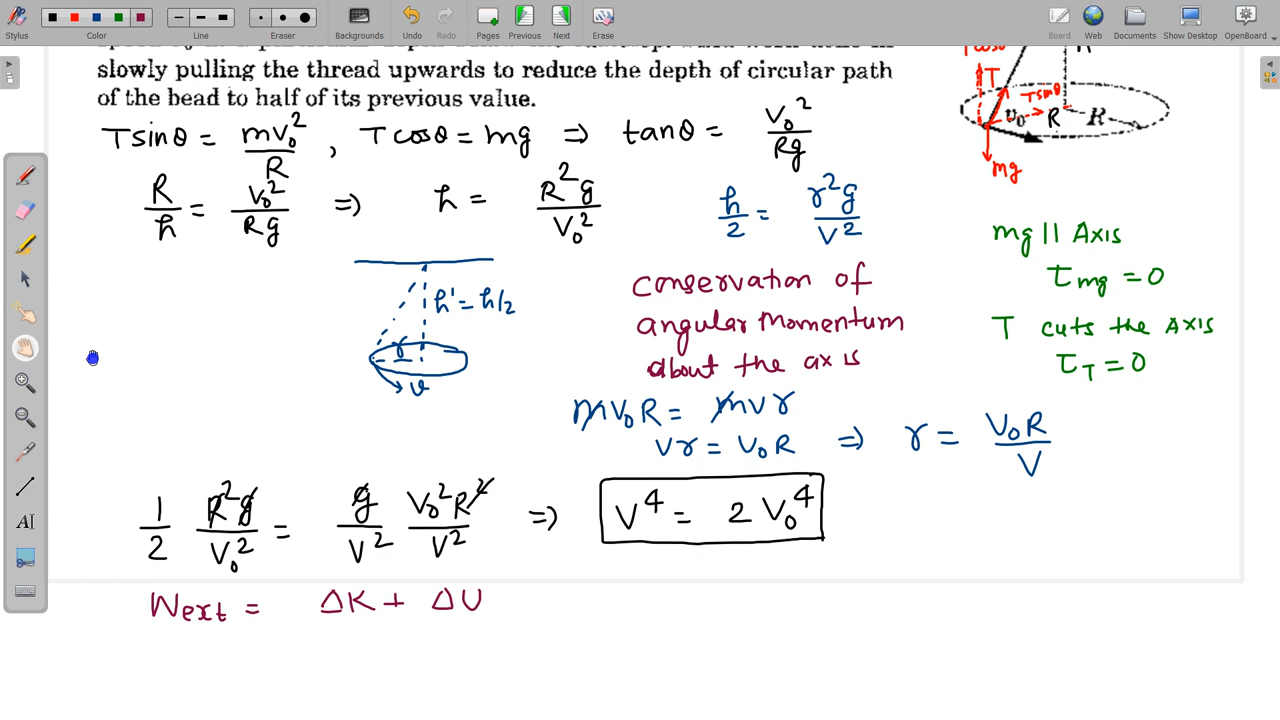 Stylus Color Line Eraser Backgrounds Undo Redo Pages Previous Next Erase Board Web Documents Show Desktop OpenBoard
slowly pulling the thread upwards to reduce the depth of circular path
of the bead to half of its previous value.
T
Tsinθ
v₀ R R
mg
Tsinθ = mv₀²/R , Tcosθ = mg ⇒ tanθ = V₀²/Rg
R/h = V₀²/Rg ⇒ h = R²g/V₀²
h/2 = r²g/V²
mg || Axis
τmg = 0
T cuts the Axis
τT = 0
h' = h/2
r
v
Conservation of
angular Momentum
about the axis
mV₀R = mvr
Vr = V₀R ⇒ r = V₀R/V
1/2 R²g/V₀² = g/V² V₀²R²/V² ⇒ V⁴ = 2V₀⁴
Wext = ΔK + ΔU